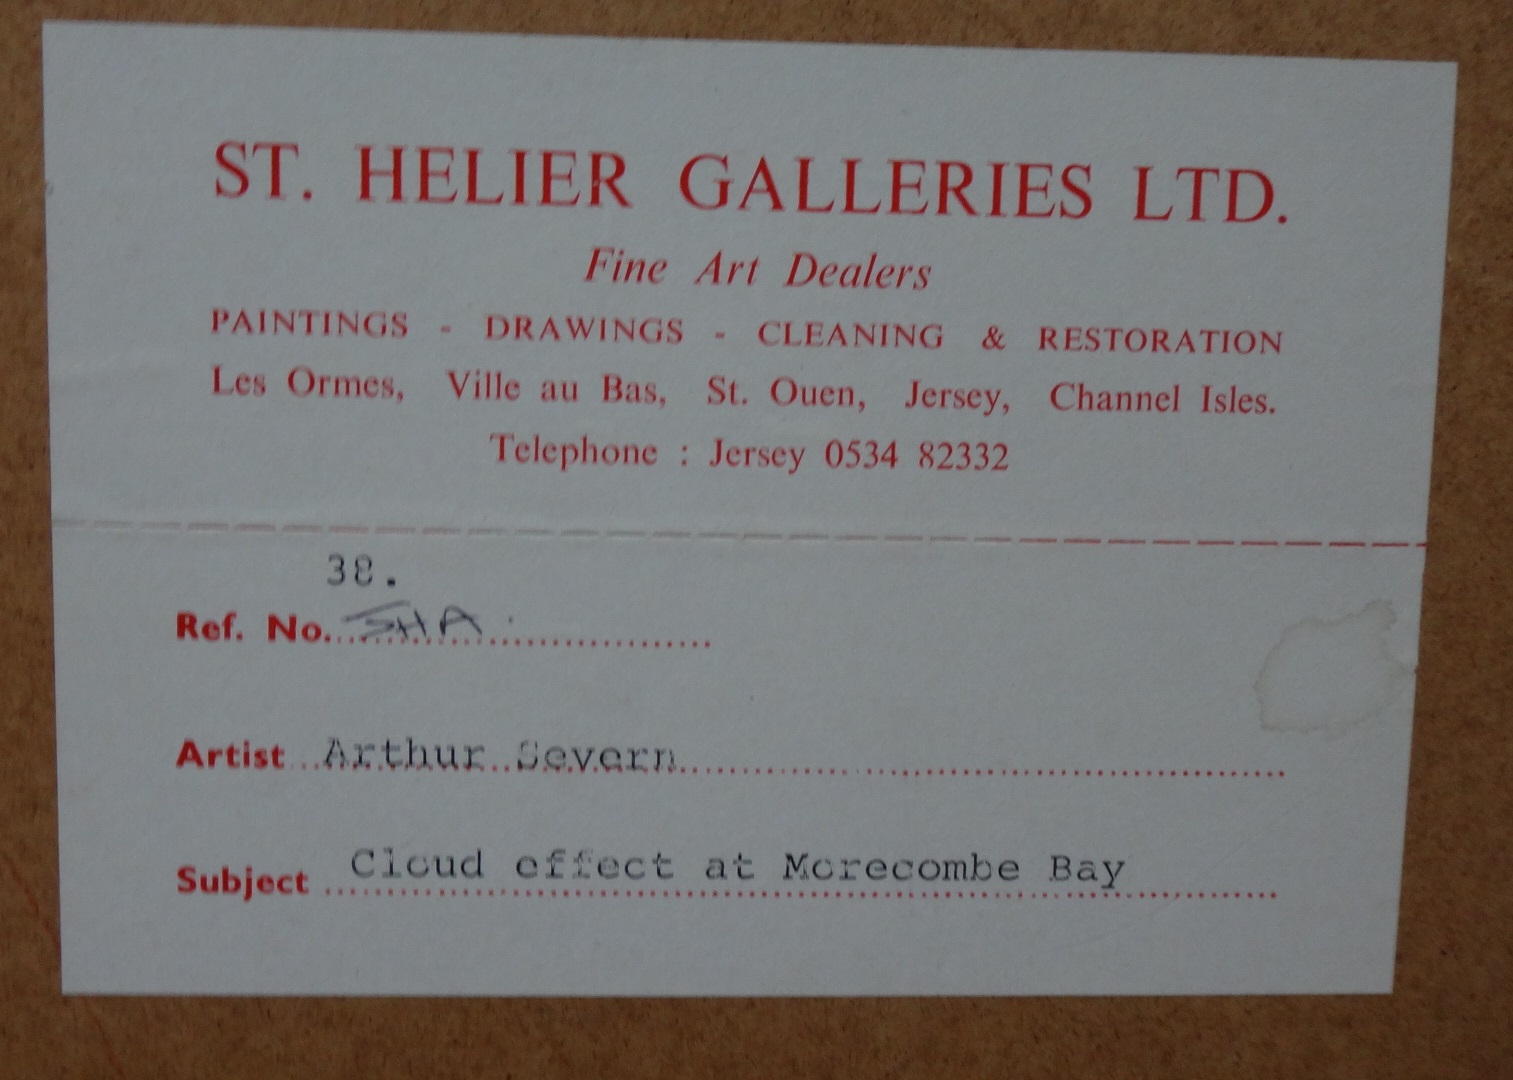 ST. HELIER GALLERIES LTD.
Fine Art Dealers
PAINTINGS - DRAWINGS - CLEANING & RESTORATION
Les Ormes, Ville au Bas, St. Ouen, Jersey, Channel Isles.
Telephone : Jersey 0534 82332
38.
Ref. No. SHA
Artist Arthur Severn
Subject Cloud effect at Morecombe Bay